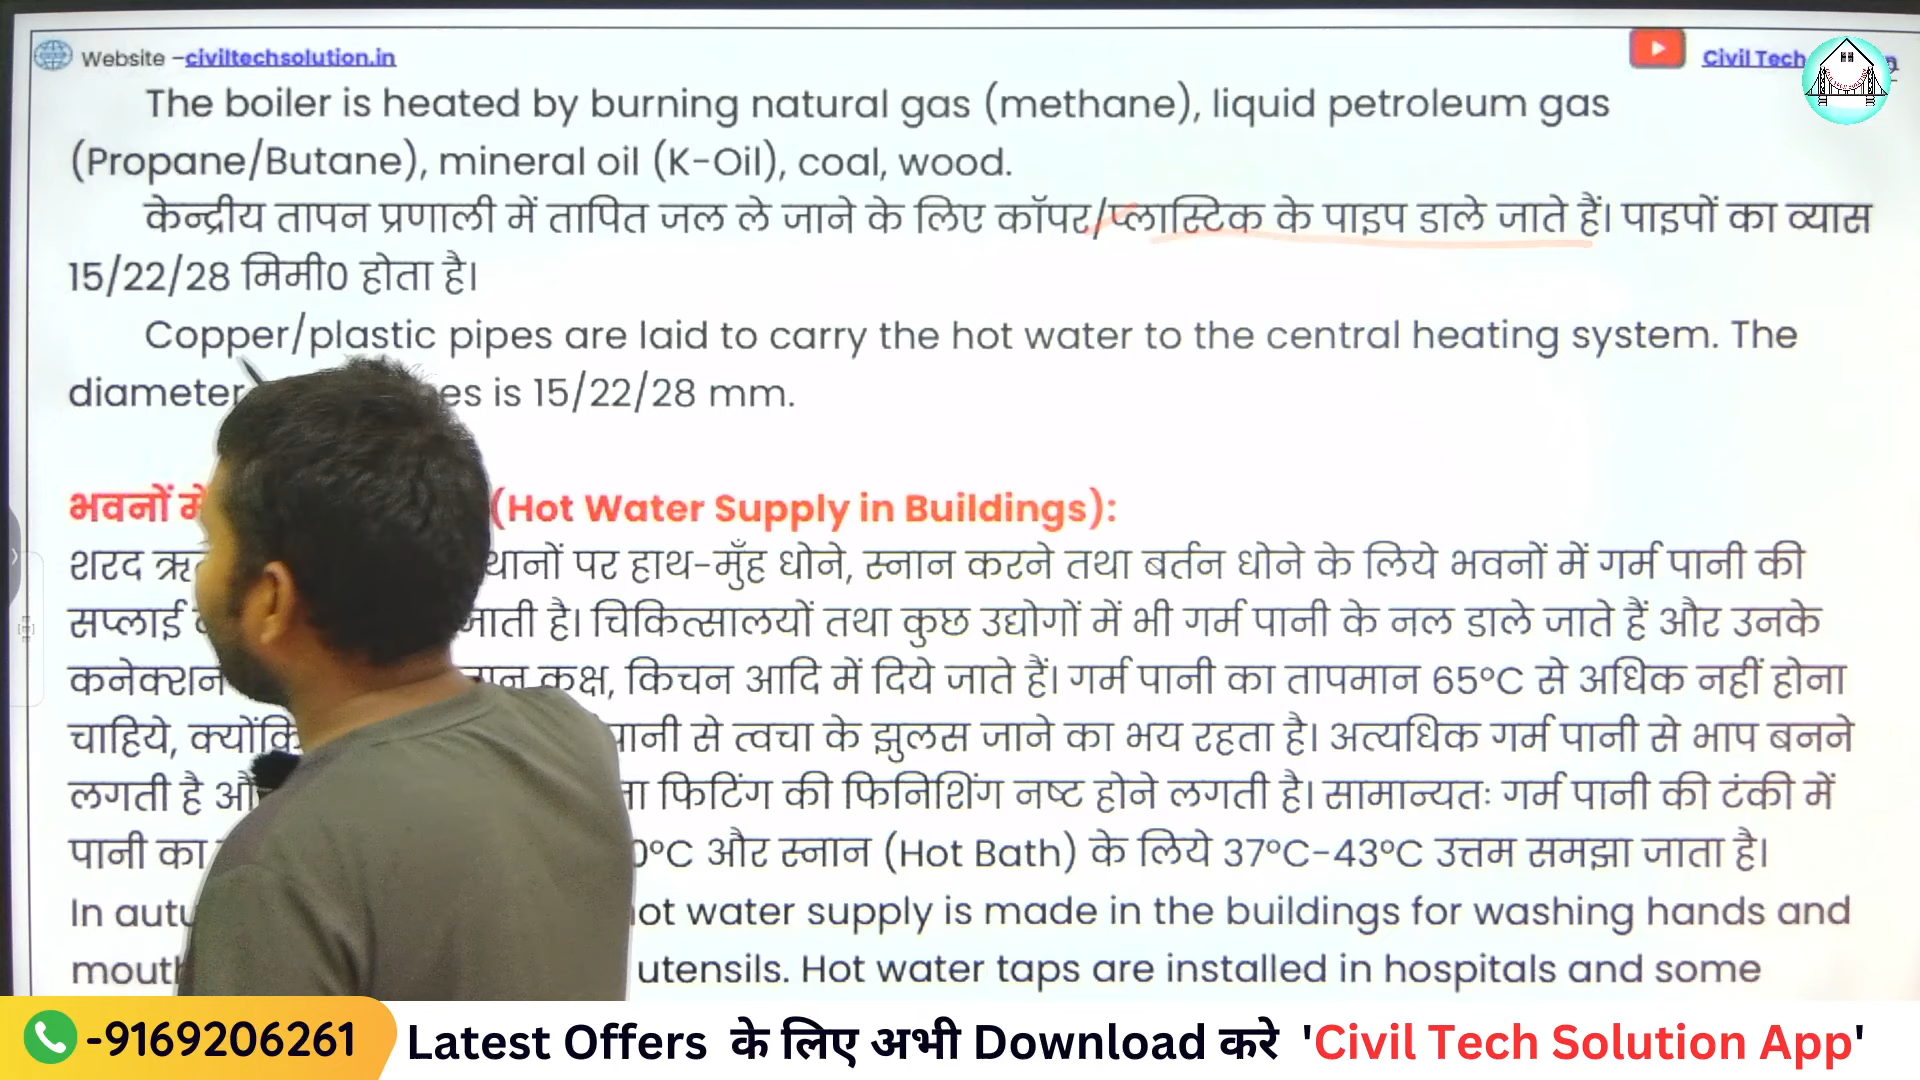 Website –civiltechsolution.in
Civil Tech
The boiler is heated by burning natural gas (methane), liquid petroleum gas
(Propane/Butane), mineral oil (K-Oil), coal, wood.
केन्द्रीय तापन प्रणाली में तापित जल ले जाने के लिए कॉपर/प्लास्टिक के पाइप डाले जाते हैं। पाइपों का व्यास
15/22/28 मिमी0 होता है।
Copper/plastic pipes are laid to carry the hot water to the central heating system. The
diameter is 15/22/28 mm.
भवनों में (Hot Water Supply in Buildings):
शरद पर हाथ-मुँह धोने, स्नान करने तथा बर्तन धोने के लिये भवनों में गर्म पानी की
सप्लाई जाती है। चिकित्सालयों तथा कुछ उद्योगों में भी गर्म पानी के नल डाले जाते हैं और उनके
कनेक्शन कक्ष, किचन आदि में दिये जाते हैं। गर्म पानी का तापमान 65°C से अधिक नहीं होना
चाहिये, क्योंकि पानी से त्वचा के झुलस जाने का भय रहता है। अत्यधिक गर्म पानी से भाप बनने
लगती है फिटिंग की फिनिशिंग नष्ट होने लगती है। सामान्यतः गर्म पानी की टंकी में
पानी का और स्नान (Hot Bath) के लिये 37°C-43°C उत्तम समझा जाता है।
In hot water supply is made in the buildings for washing hands and
utensils. Hot water taps are installed in hospitals and some
-9169206261
Latest Offers के लिए अभी Download करे 'Civil Tech Solution App'